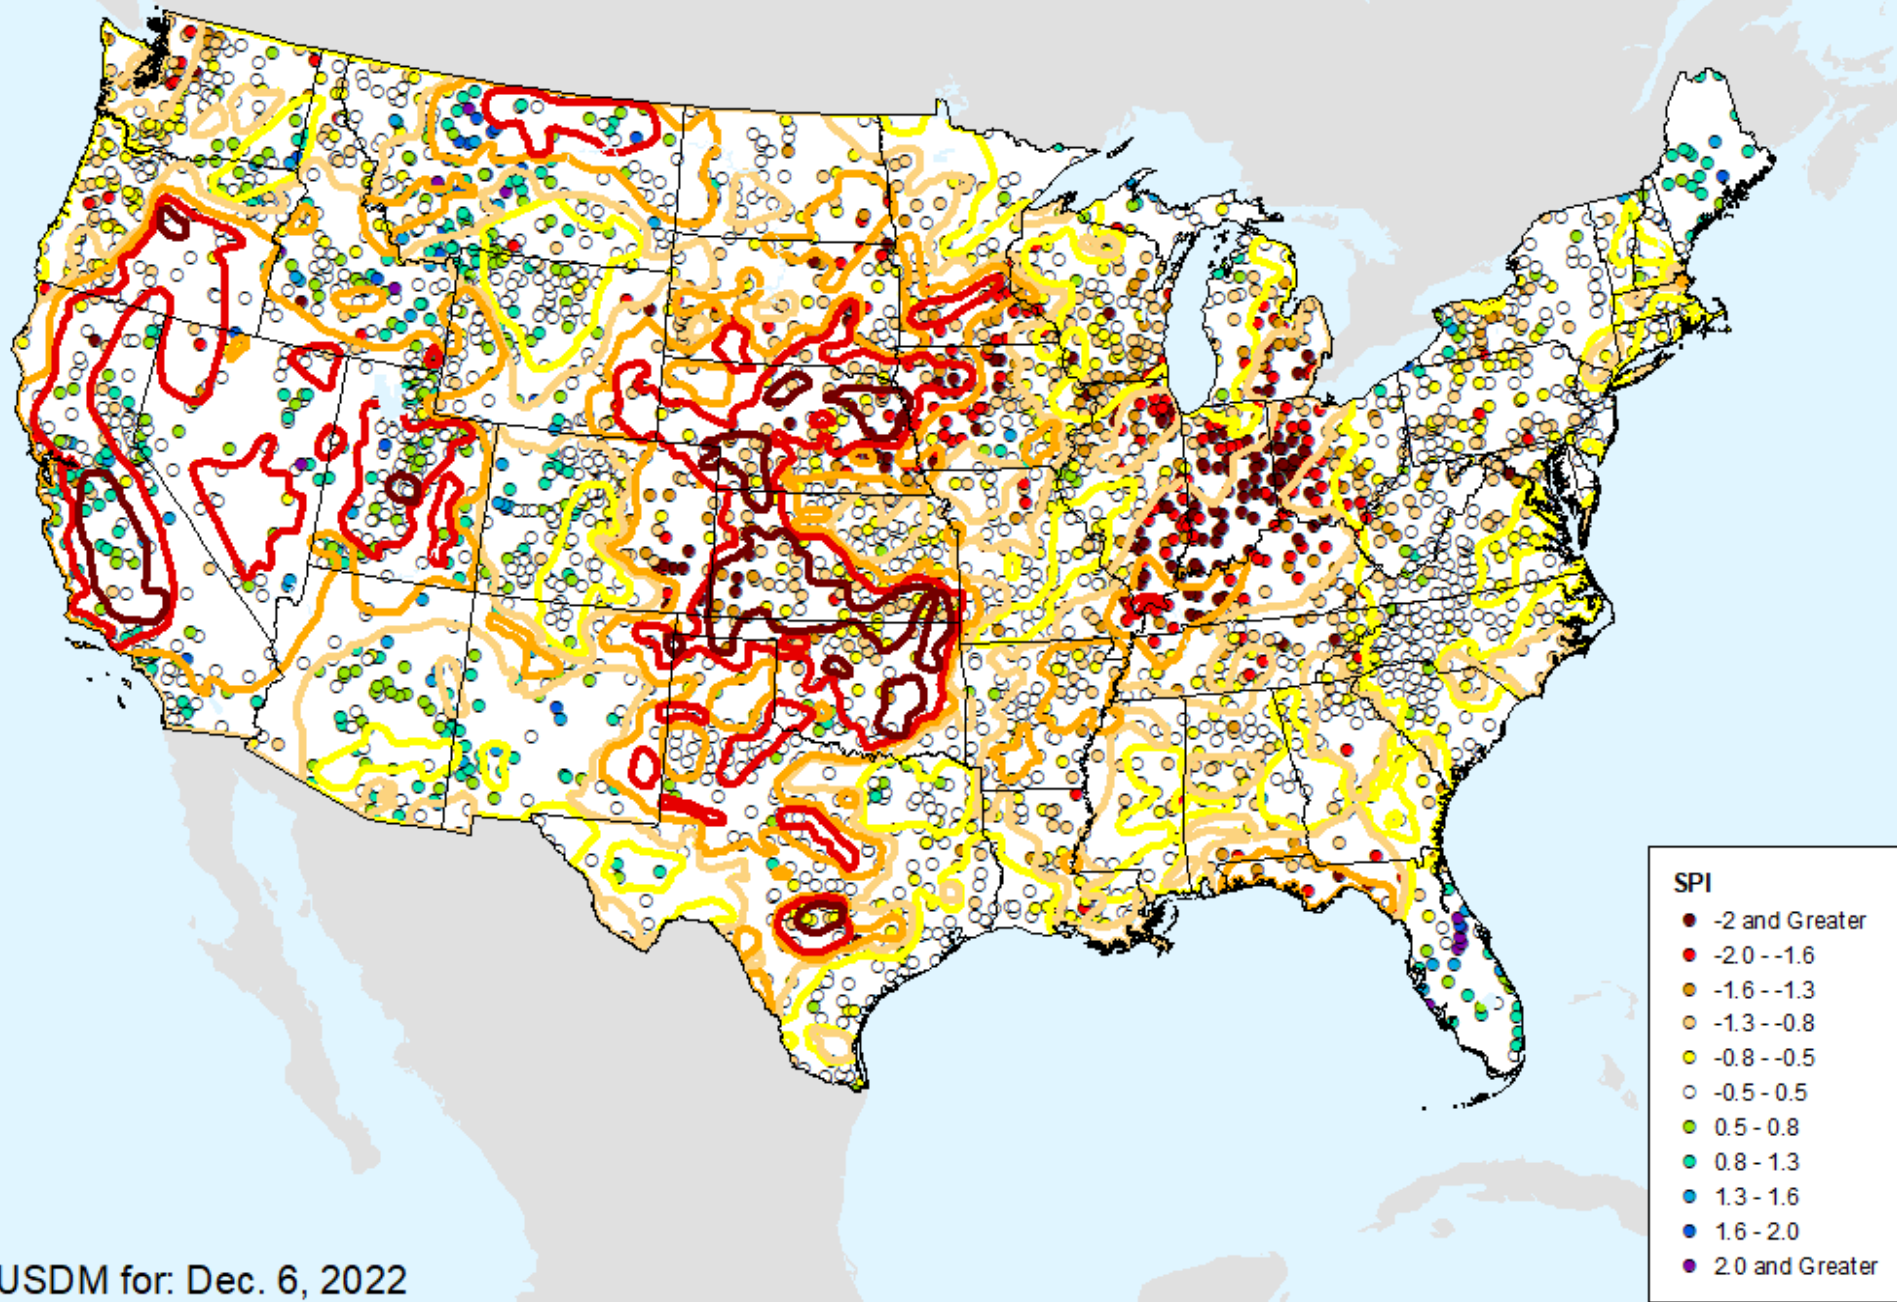 SPI
-2 and Greater
-2.0 - -1.6
-1.6 - -1.3
-1.3 - -0.8
-0.8 - -0.5
-0.5 - 0.5
0.5 - 0.8
0.8 - 1.3
1.3 - 1.6
1.6 - 2.0
2.0 and Greater
USDM for: Dec. 6, 2022